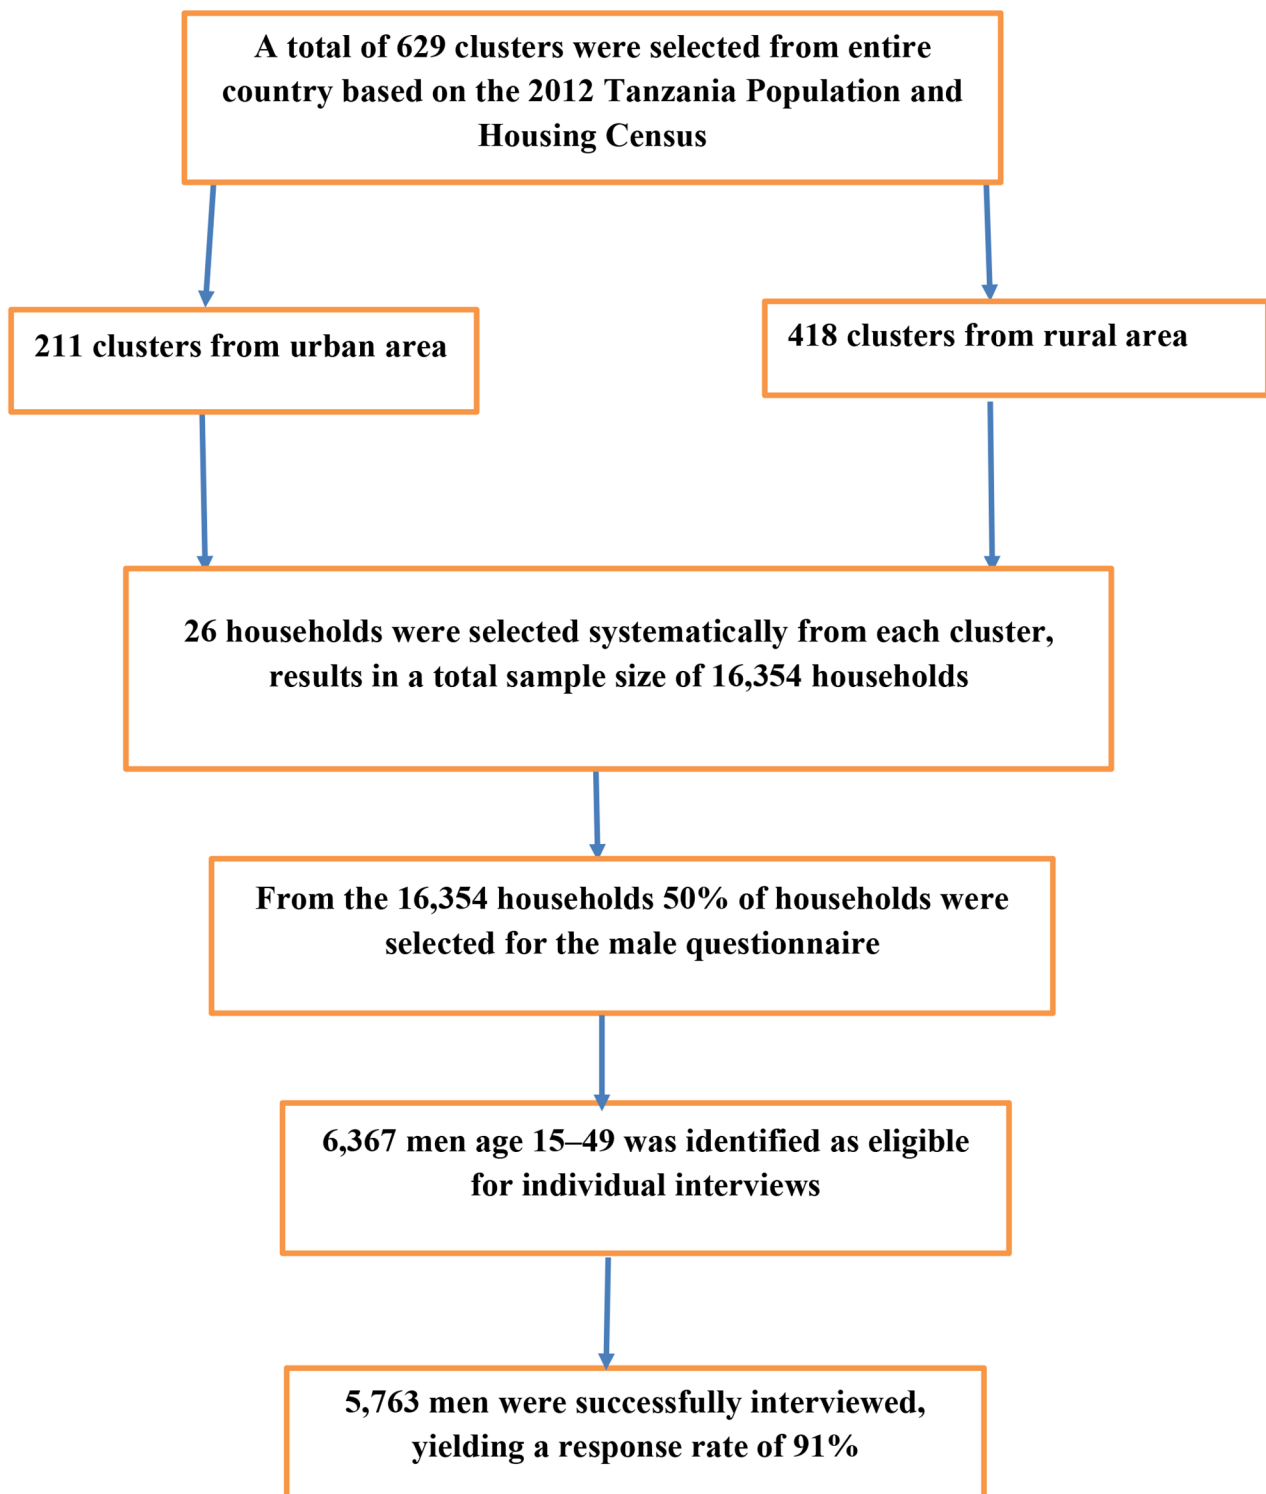 A total of 629 clusters were selected from entire
country based on the 2012 Tanzania Population and
Housing Census
211 clusters from urban area
418 clusters from rural area
26 households were selected systematically from each cluster,
results in a total sample size of 16,354 households
From the 16,354 households 50% of households were
selected for the male questionnaire
6,367 men age 15–49 was identified as eligible
for individual interviews
5,763 men were successfully interviewed,
yielding a response rate of 91%